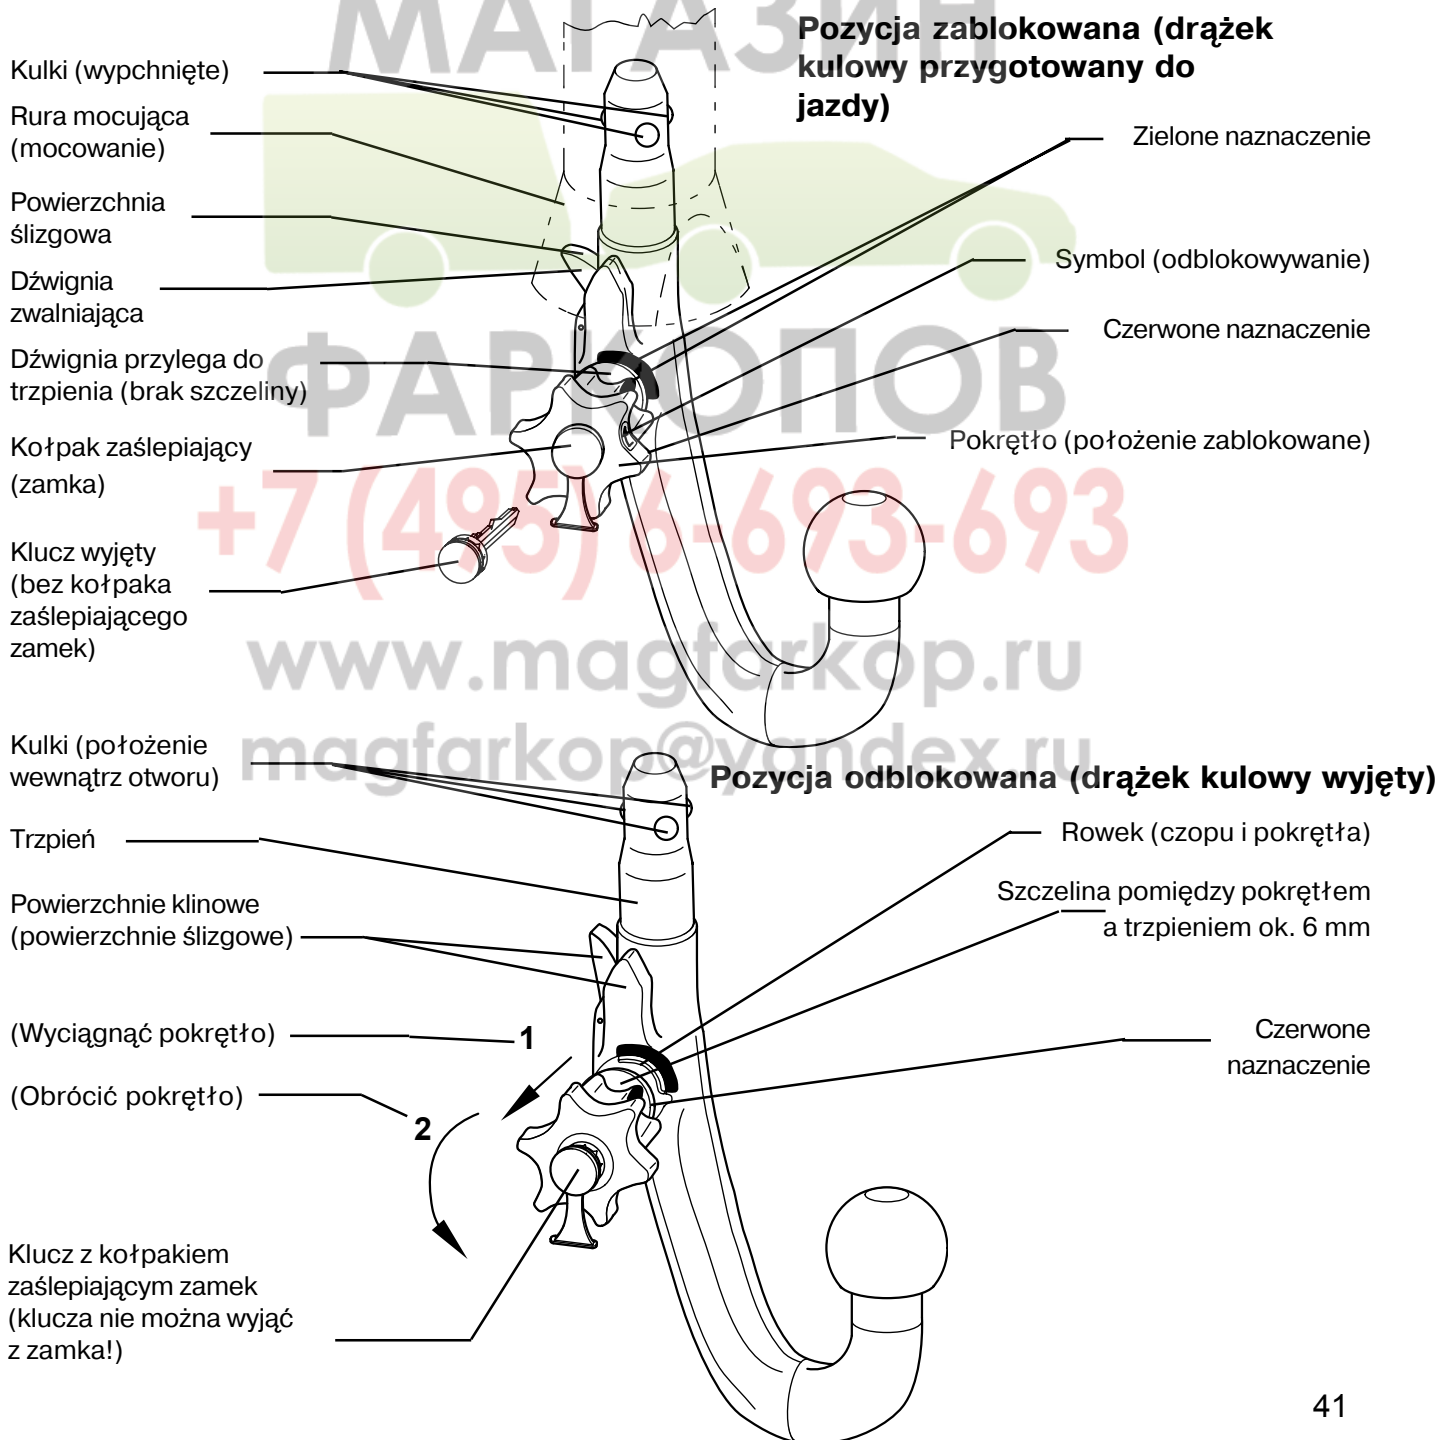 МАГАЗИН
Pozycja zablokowana (drążek
kulowy przygotowany do
jazdy)
Kulki (wypchnięte)
Rura mocująca
(mocowanie)
Powierzchnia
ślizgowa
Dźwignia
zwalniająca
Dźwignia przylega do
trzpienia (brak szczeliny)
Kołpak zaślepiający
(zamka)
Klucz wyjęty
(bez kołpaka
zaślepiającego
zamek)
Zielone naznaczenie
Symbol (odblokowywanie)
Czerwone naznaczenie
Pokrętło (położenie zablokowane)
ФАРКОПОВ
+7 (495) 6-693-693
www.magfarkop.ru
magfarkop@yandex.ru
Pozycja odblokowana (drążek kulowy wyjęty)
Kulki (położenie
wewnątrz otworu)
Trzpień
Powierzchnie klinowe
(powierzchnie ślizgowe)
(Wyciągnąć pokrętło)
1
(Obrócić pokrętło)
2
Klucz z kołpakiem
zaślepiającym zamek
(klucza nie można wyjąć
z zamka!)
Rowek (czopu i pokrętła)
Szczelina pomiędzy pokrętłem
a trzpieniem ok. 6 mm
Czerwone
naznaczenie
41